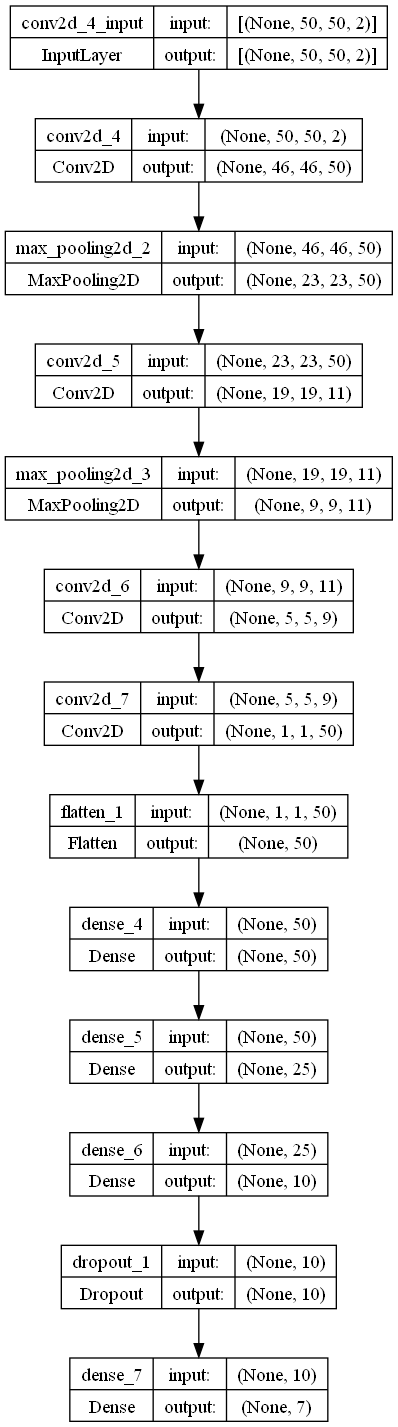 conv2d_4_input input: [(None, 50, 50, 2)]
InputLayer output: [(None, 50, 50, 2)]
conv2d_4 input: (None, 50, 50, 2)
Conv2D output: (None, 46, 46, 50)
max_pooling2d_2 input: (None, 46, 46, 50)
MaxPooling2D output: (None, 23, 23, 50)
conv2d_5 input: (None, 23, 23, 50)
Conv2D output: (None, 19, 19, 11)
max_pooling2d_3 input: (None, 19, 19, 11)
MaxPooling2D output: (None, 9, 9, 11)
conv2d_6 input: (None, 9, 9, 11)
Conv2D output: (None, 5, 5, 9)
conv2d_7 input: (None, 5, 5, 9)
Conv2D output: (None, 1, 1, 50)
flatten_1 input: (None, 1, 1, 50)
Flatten output: (None, 50)
dense_4 input: (None, 50)
Dense output: (None, 50)
dense_5 input: (None, 50)
Dense output: (None, 25)
dense_6 input: (None, 25)
Dense output: (None, 10)
dropout_1 input: (None, 10)
Dropout output: (None, 10)
dense_7 input: (None, 10)
Dense output: (None, 7)